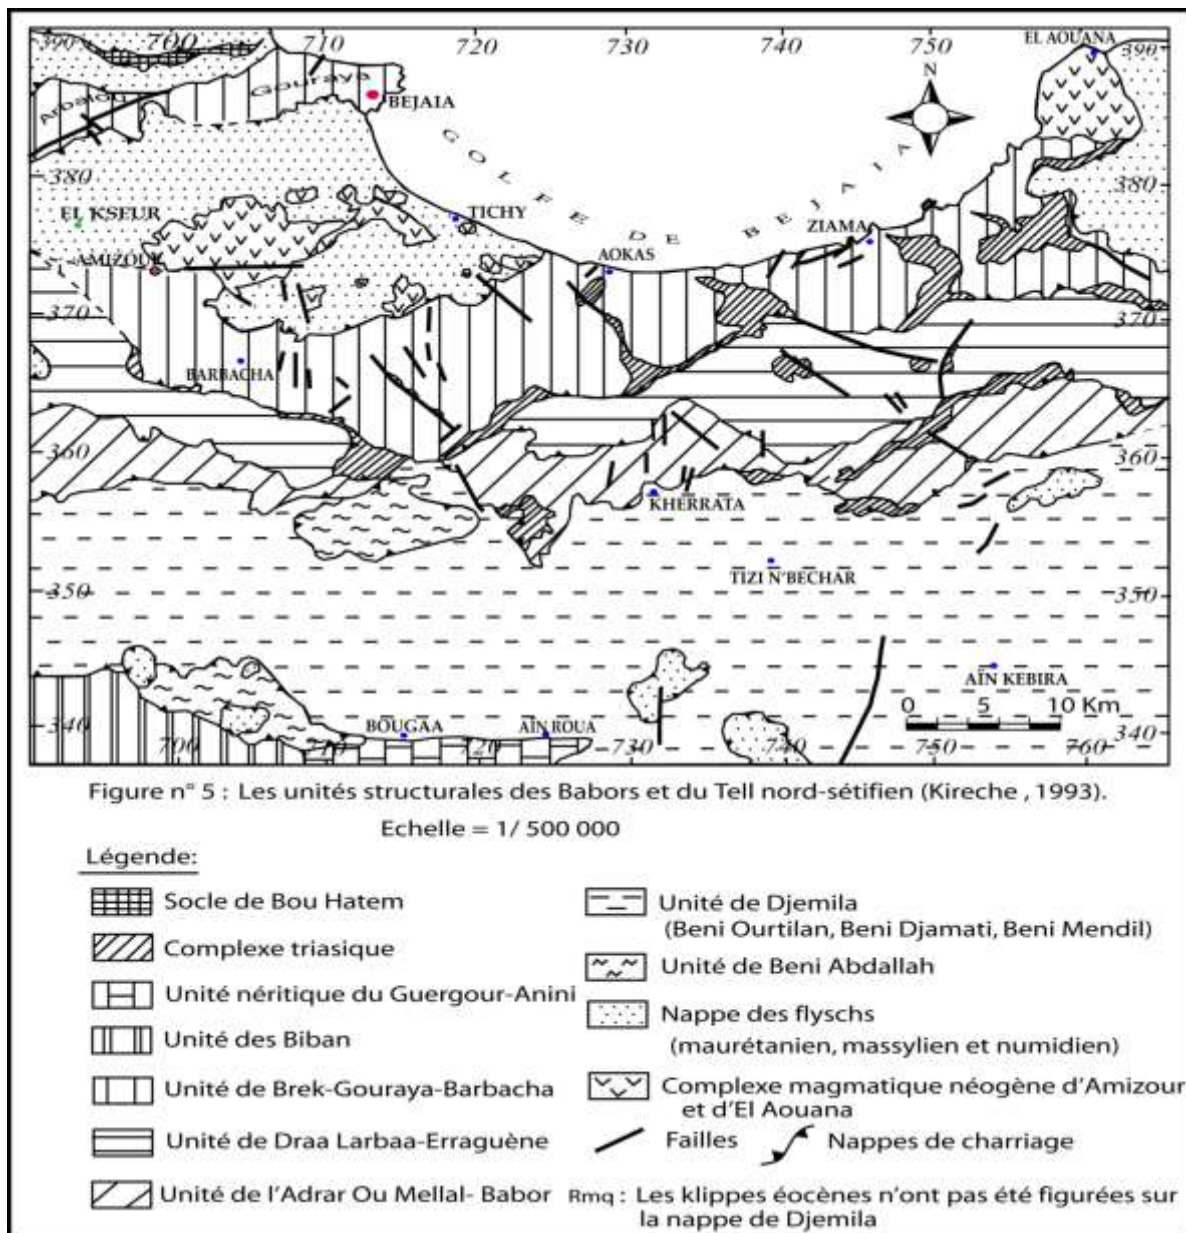 390 700 710 720 730 740 750 EL AOUANA 390
N
Arbalou Gouraya BEJAIA
GOLFE DE BEJAIA
380 380
EL KSEUR TICHY ZIAMA
AMIZOUR AOKAS
370 370
BARBACHA
360 360
KHERRATA
TIZI N'BECHAR
350 350
AÏN KEBIRA
0 5 10 Km
340 BOUGAA AIN ROUA 340
700 710 720 730 740 750 760
Figure n° 5 : Les unités structurales des Babors et du Tell nord-sétifien (Kireche , 1993).
Echelle = 1/ 500 000
Légende:
Socle de Bou Hatem
Complexe triasique
Unité néritique du Guergour-Anini
Unité des Biban
Unité de Brek-Gouraya-Barbacha
Unité de Draa Larbaa-Erraguène
Unité de l'Adrar Ou Mellal- Babor
Unité de Djemila
(Beni Ourtilan, Beni Djamati, Beni Mendil)
Unité de Beni Abdallah
Nappe des flyschs
(maurétanien, massylien et numidien)
Complexe magmatique néogène d'Amizour
et d'El Aouana
Failles Nappes de charriage
Rmq : Les klippes éocènes n'ont pas été figurées sur
la nappe de Djemila